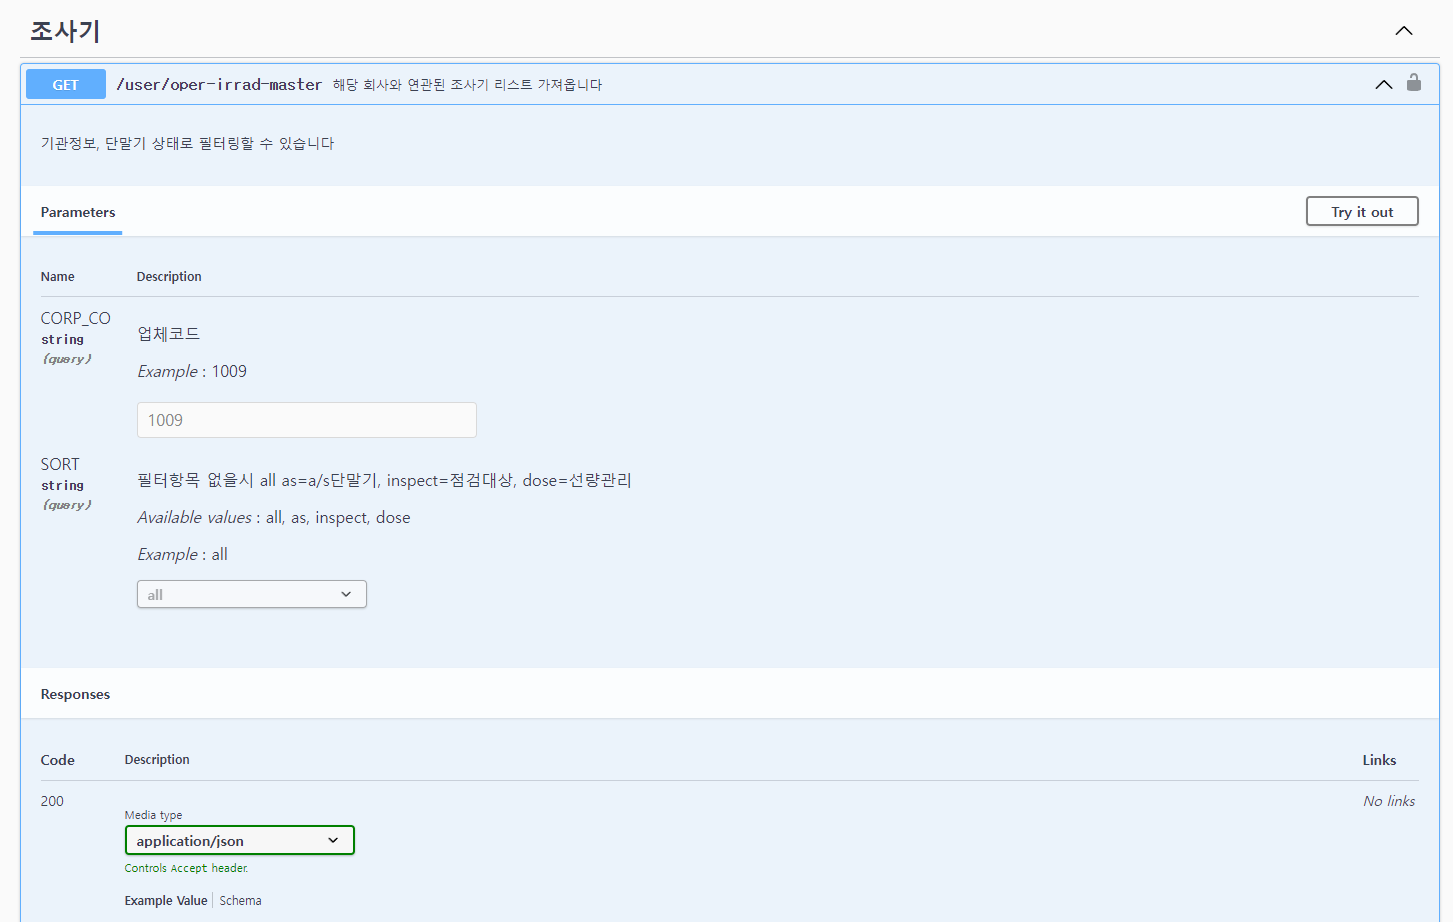 조사기
GET /user/oper-irrad-master 해당 회사와 연관된 조사기 리스트 가져옵니다
기관정보, 단말기 상태로 필터링할 수 있습니다
Parameters
Try it out
Name Description
CORP_CO
string
(query)
업체코드
Example : 1009
1009
SORT
string
(query)
필터항목 없을시 all as=a/s단말기, inspect=점검대상, dose=선량관리
Available values : all, as, inspect, dose
Example : all
all
Responses
Code Description Links
200
No links
Media type
application/json
Controls Accept header.
Example Value Schema